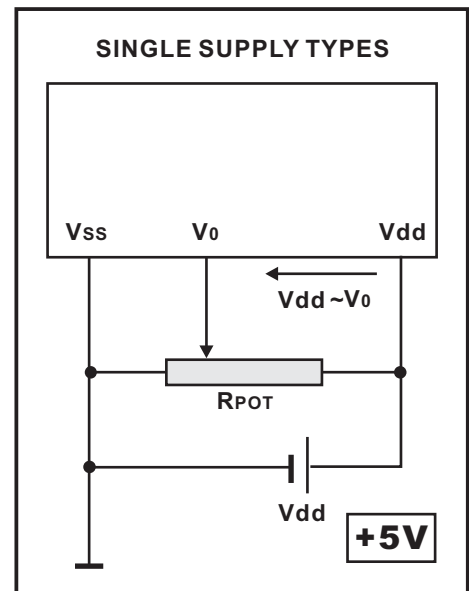 SINGLE SUPPLY TYPES
Vss V0 Vdd
Vdd ~V0
RPOT
Vdd
+5V